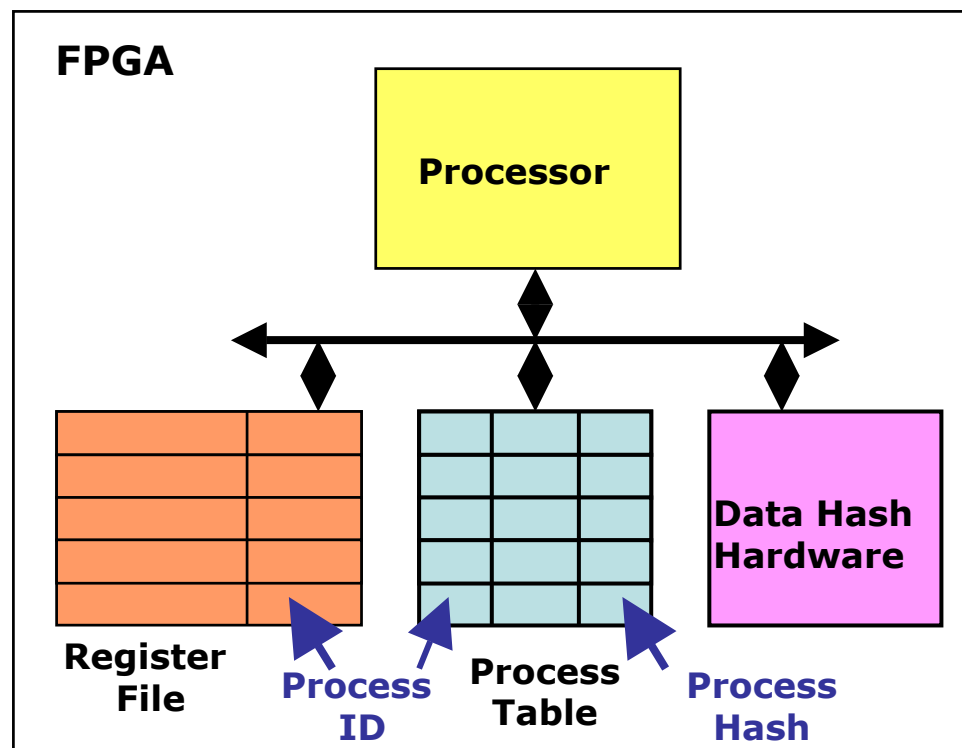 FPGA
Processor
Data Hash
Hardware
Register
File
Process
ID
Process
Table
Process
Hash